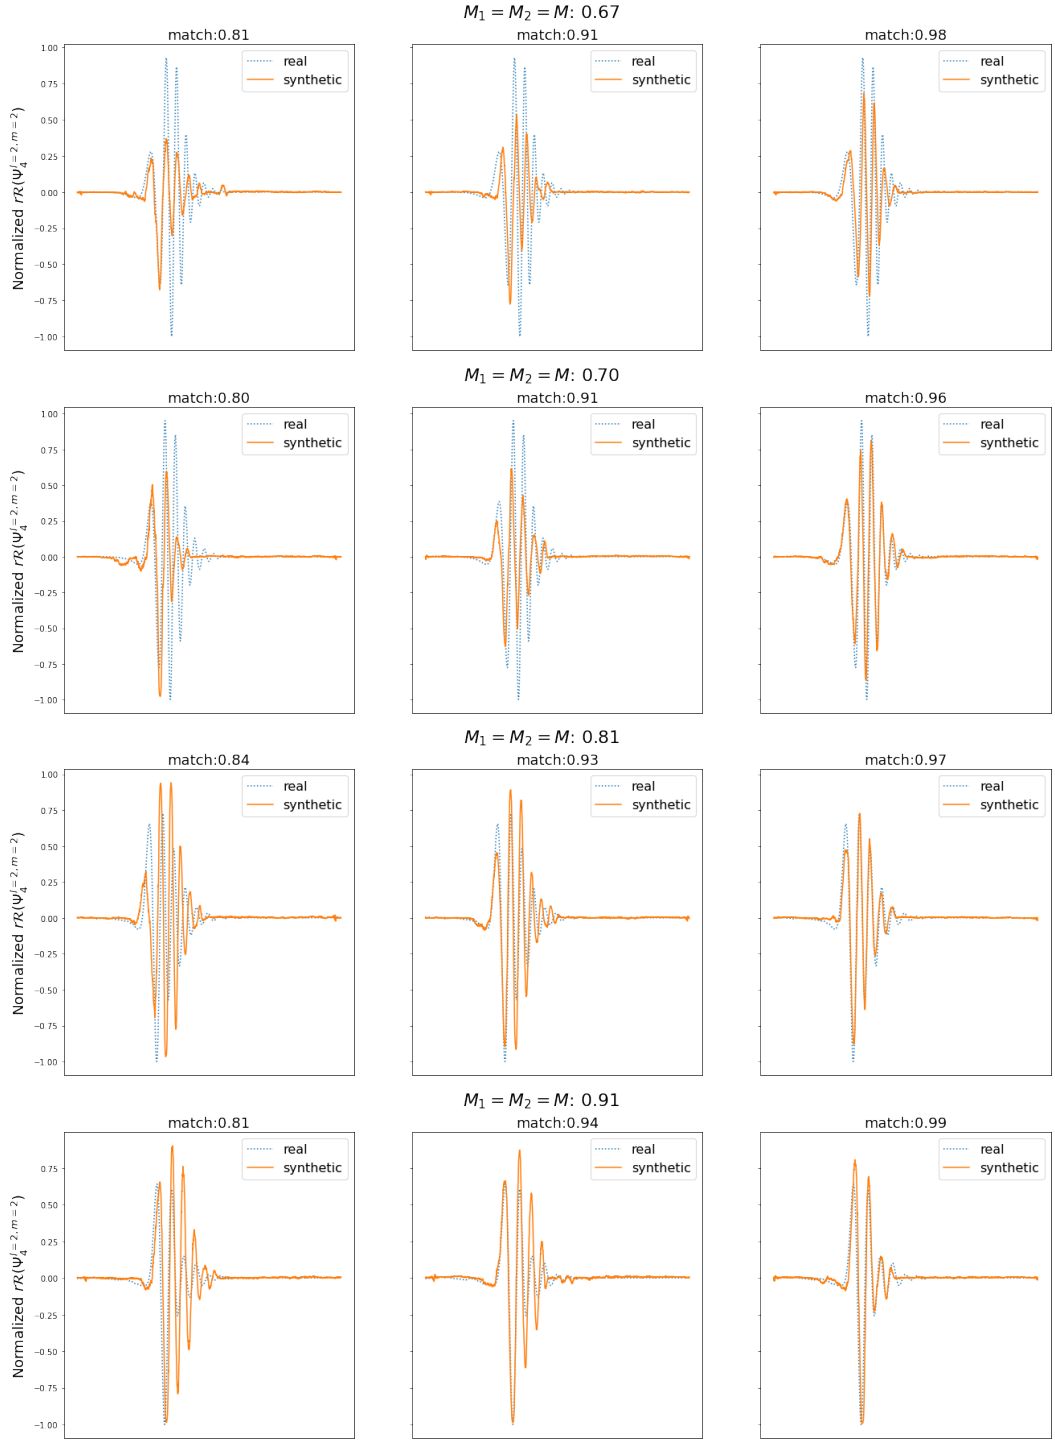 M₁ = M₂ = M: 0.67
match:0.81 match:0.91 match:0.98
real
synthetic
real
synthetic
real
synthetic
1.00
0.75
0.50
0.25
0.00
−0.25
−0.50
−0.75
−1.00
Normalized rℛ(Ψ₄^{l=2,m=2})
M₁ = M₂ = M: 0.70
match:0.80 match:0.91 match:0.96
real
synthetic
real
synthetic
real
synthetic
1.00
0.75
0.50
0.25
0.00
−0.25
−0.50
−0.75
−1.00
Normalized rℛ(Ψ₄^{l=2,m=2})
M₁ = M₂ = M: 0.81
match:0.84 match:0.93 match:0.97
real
synthetic
real
synthetic
real
synthetic
1.00
0.75
0.50
0.25
0.00
−0.25
−0.50
−0.75
−1.00
Normalized rℛ(Ψ₄^{l=2,m=2})
M₁ = M₂ = M: 0.91
match:0.81 match:0.94 match:0.99
real
synthetic
real
synthetic
real
synthetic
0.75
0.50
0.25
0.00
−0.25
−0.50
−0.75
−1.00
Normalized rℛ(Ψ₄^{l=2,m=2})